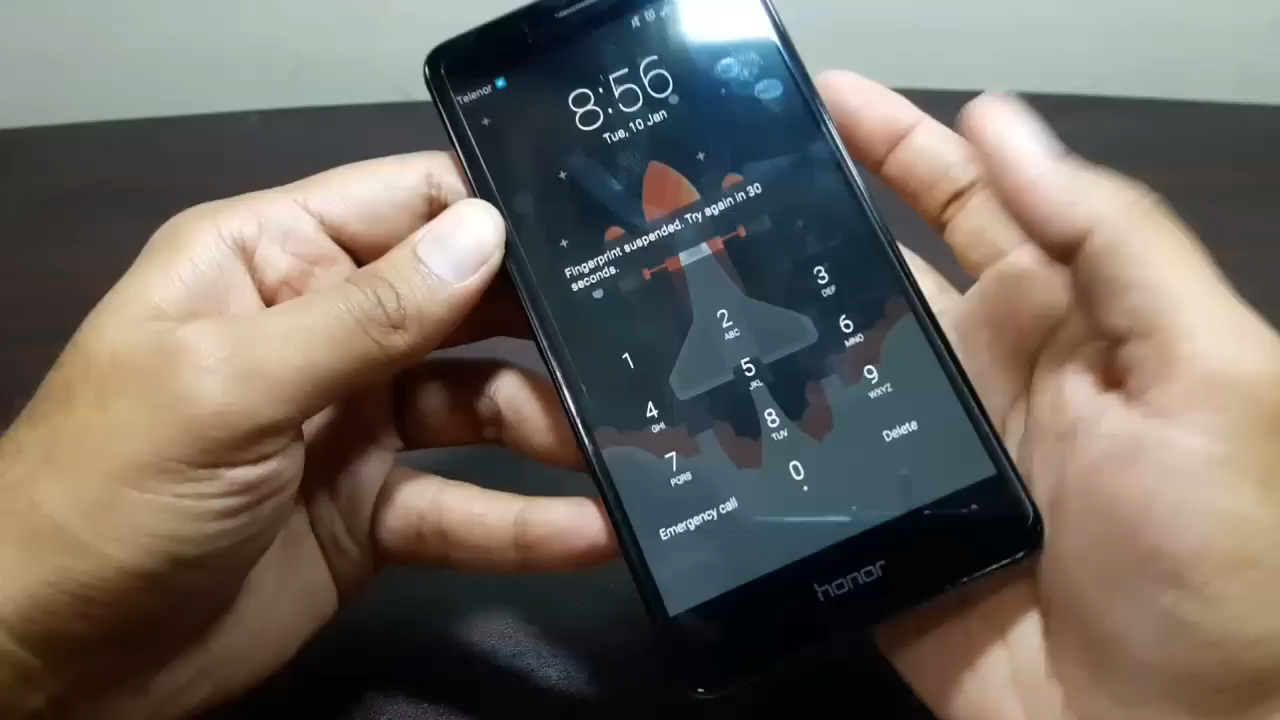 Telenor
8:56
Tue, 10 Jan
Fingerprint suspended. Try again in 30
seconds.
1
2
ABC
3
DEF
4
GHI
5
JKL
6
MNO
7
PQRS
8
TUV
9
WXYZ
0
+
Emergency call
Delete
honor